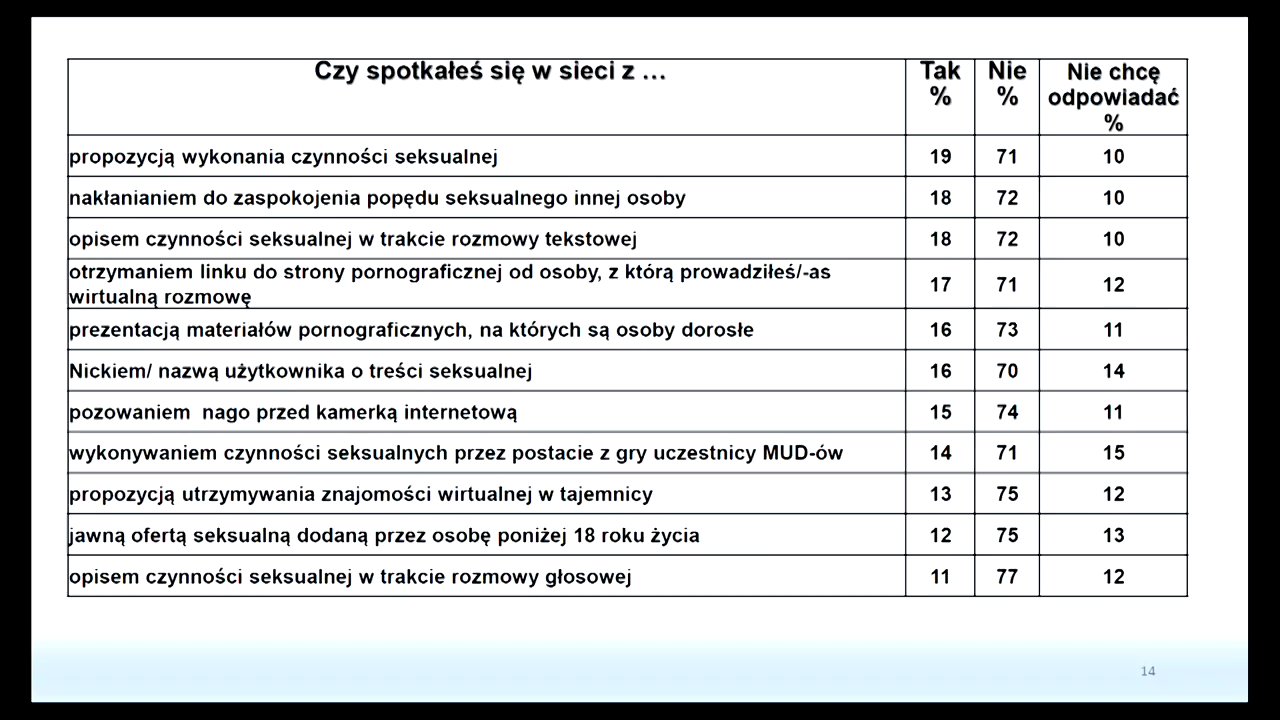 Czy spotkałeś się w sieci z … Tak % Nie % Nie chcę odpowiadać %
propozycją wykonania czynności seksualnej 19 71 10
nakłanianiem do zaspokojenia popędu seksualnego innej osoby 18 72 10
opisem czynności seksualnej w trakcie rozmowy tekstowej 18 72 10
otrzymaniem linku do strony pornograficznej od osoby, z którą prowadziłeś/-as
wirtualną rozmowę 17 71 12
prezentacją materiałów pornograficznych, na których są osoby dorosłe 16 73 11
Nickiem/ nazwą użytkownika o treści seksualnej 16 70 14
pozowaniem nago przed kamerką internetową 15 74 11
wykonywaniem czynności seksualnych przez postacie z gry uczestnicy MUD-ów 14 71 15
propozycją utrzymywania znajomości wirtualnej w tajemnicy 13 75 12
jawną ofertą seksualną dodaną przez osobę poniżej 18 roku życia 12 75 13
opisem czynności seksualnej w trakcie rozmowy głosowej 11 77 12
14